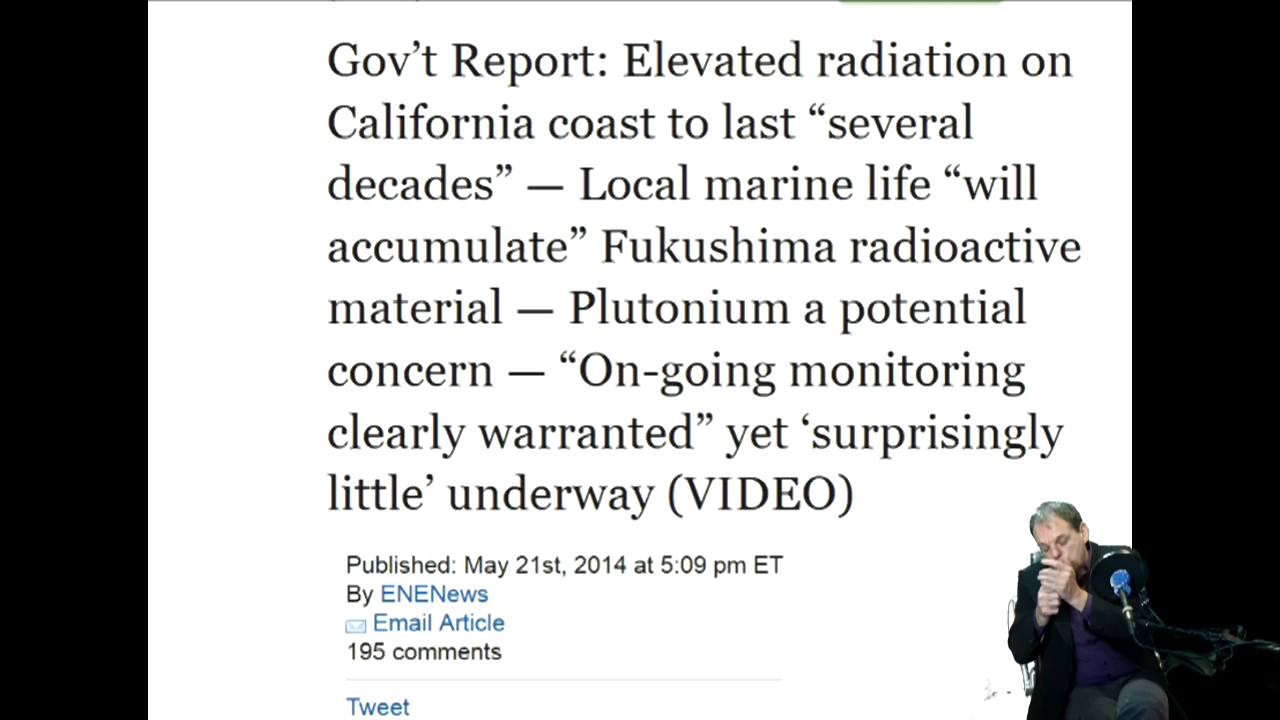 Gov’t Report: Elevated radiation on
California coast to last “several
decades” — Local marine life “will
accumulate” Fukushima radioactive
material — Plutonium a potential
concern — “On-going monitoring
clearly warranted” yet ‘surprisingly
little’ underway (VIDEO)
Published: May 21st, 2014 at 5:09 pm ET
By ENENews
Email Article
195 comments
Tweet